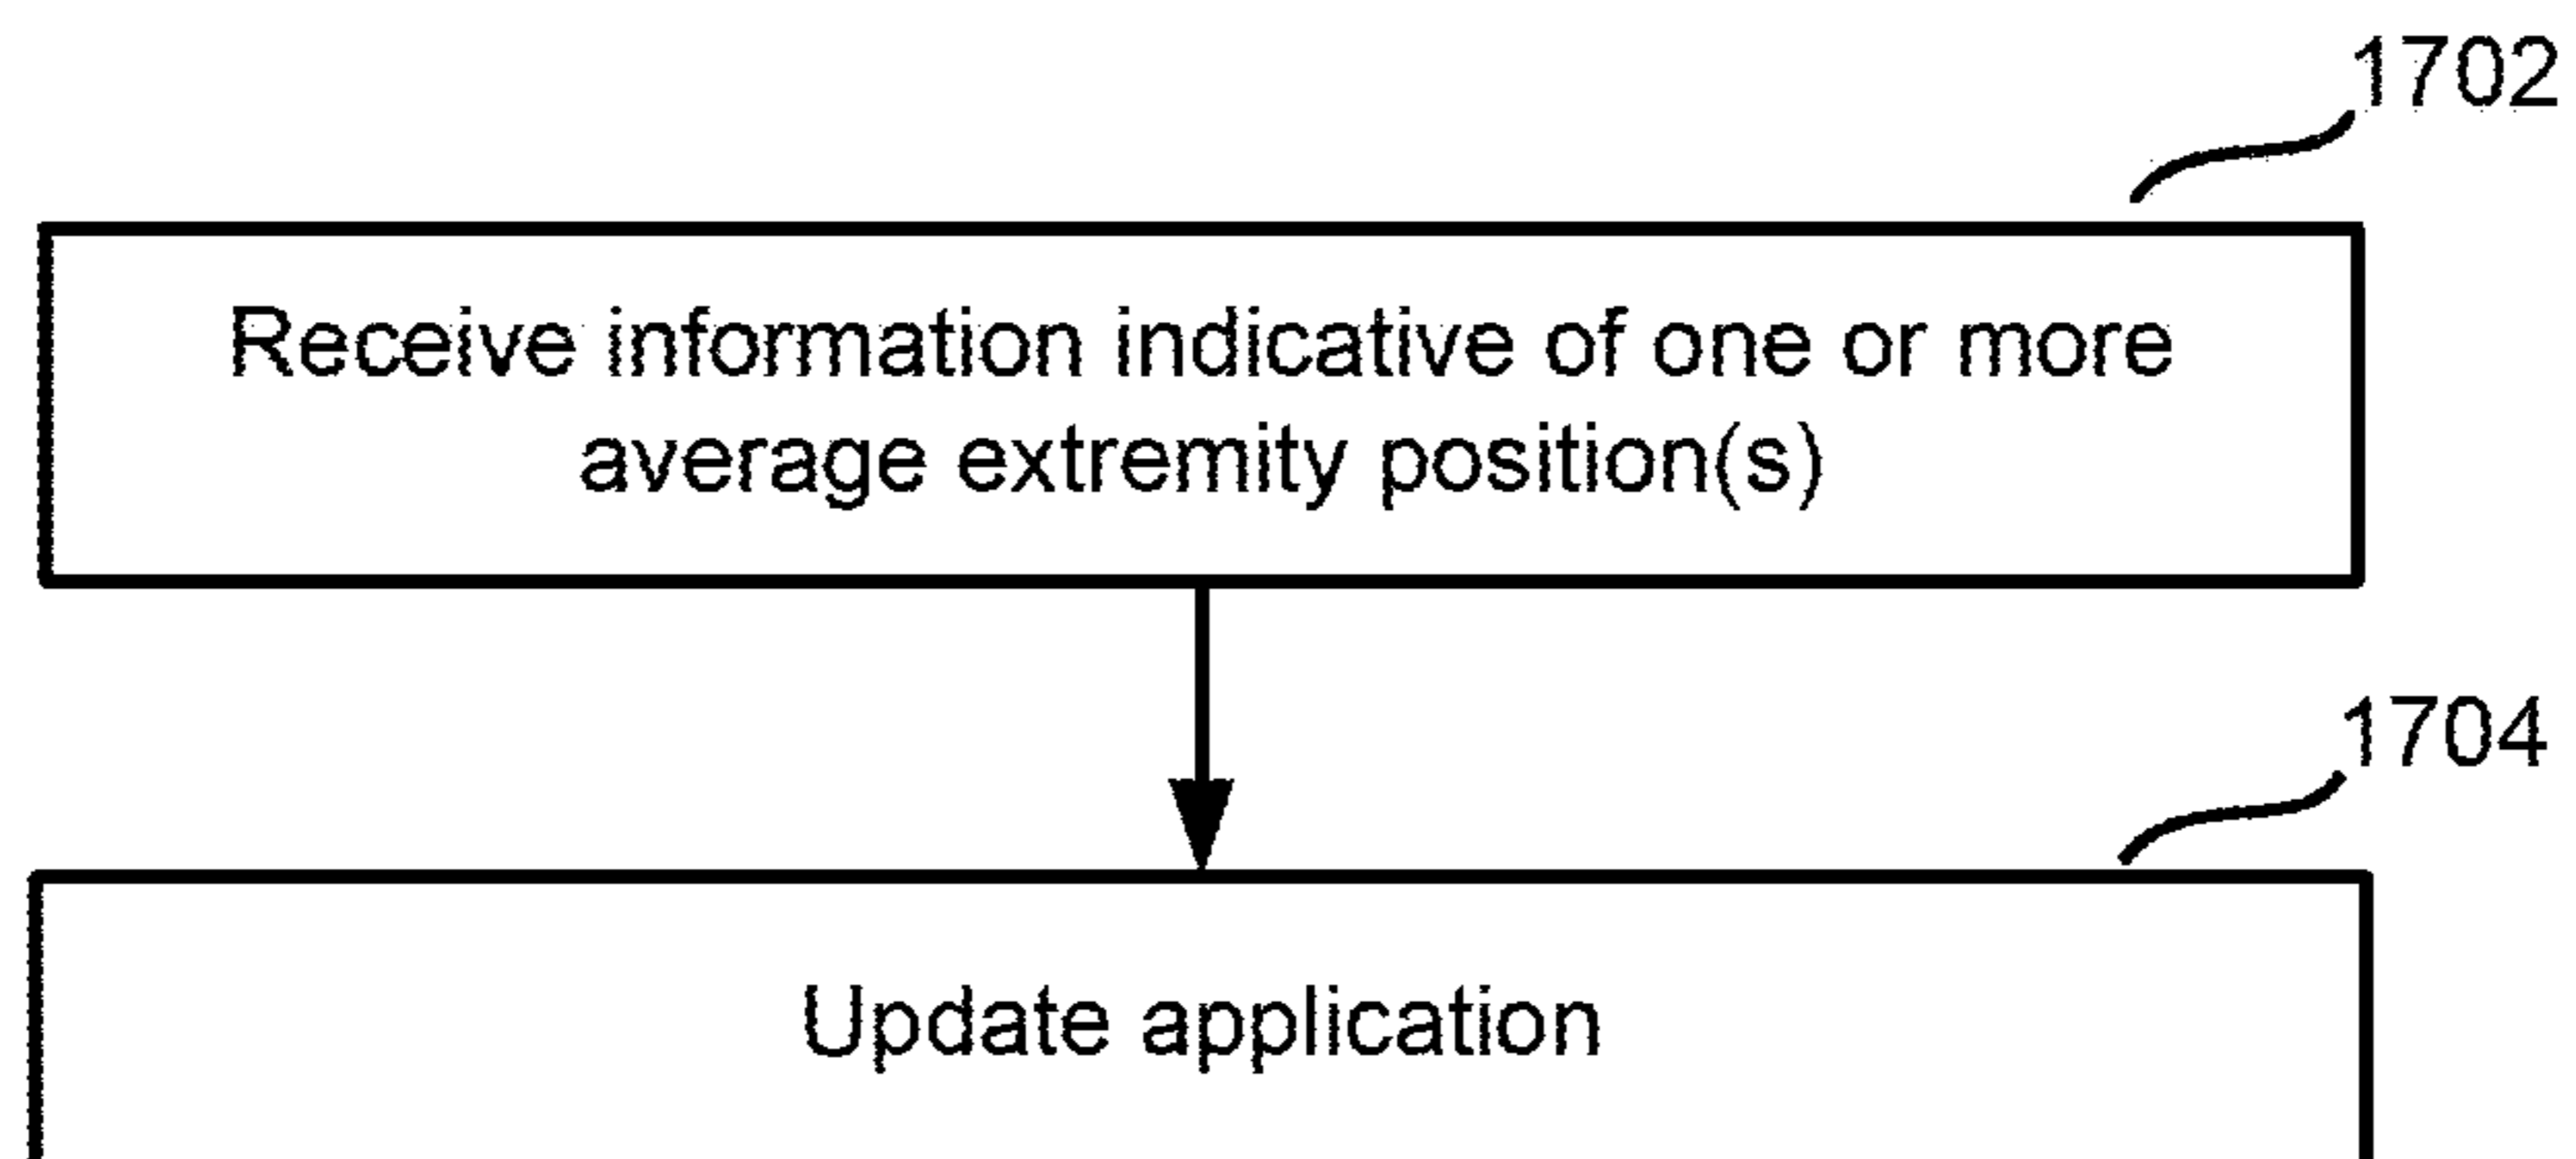 1702
Receive information indicative of one or more
average extremity position(s)
1704
Update application